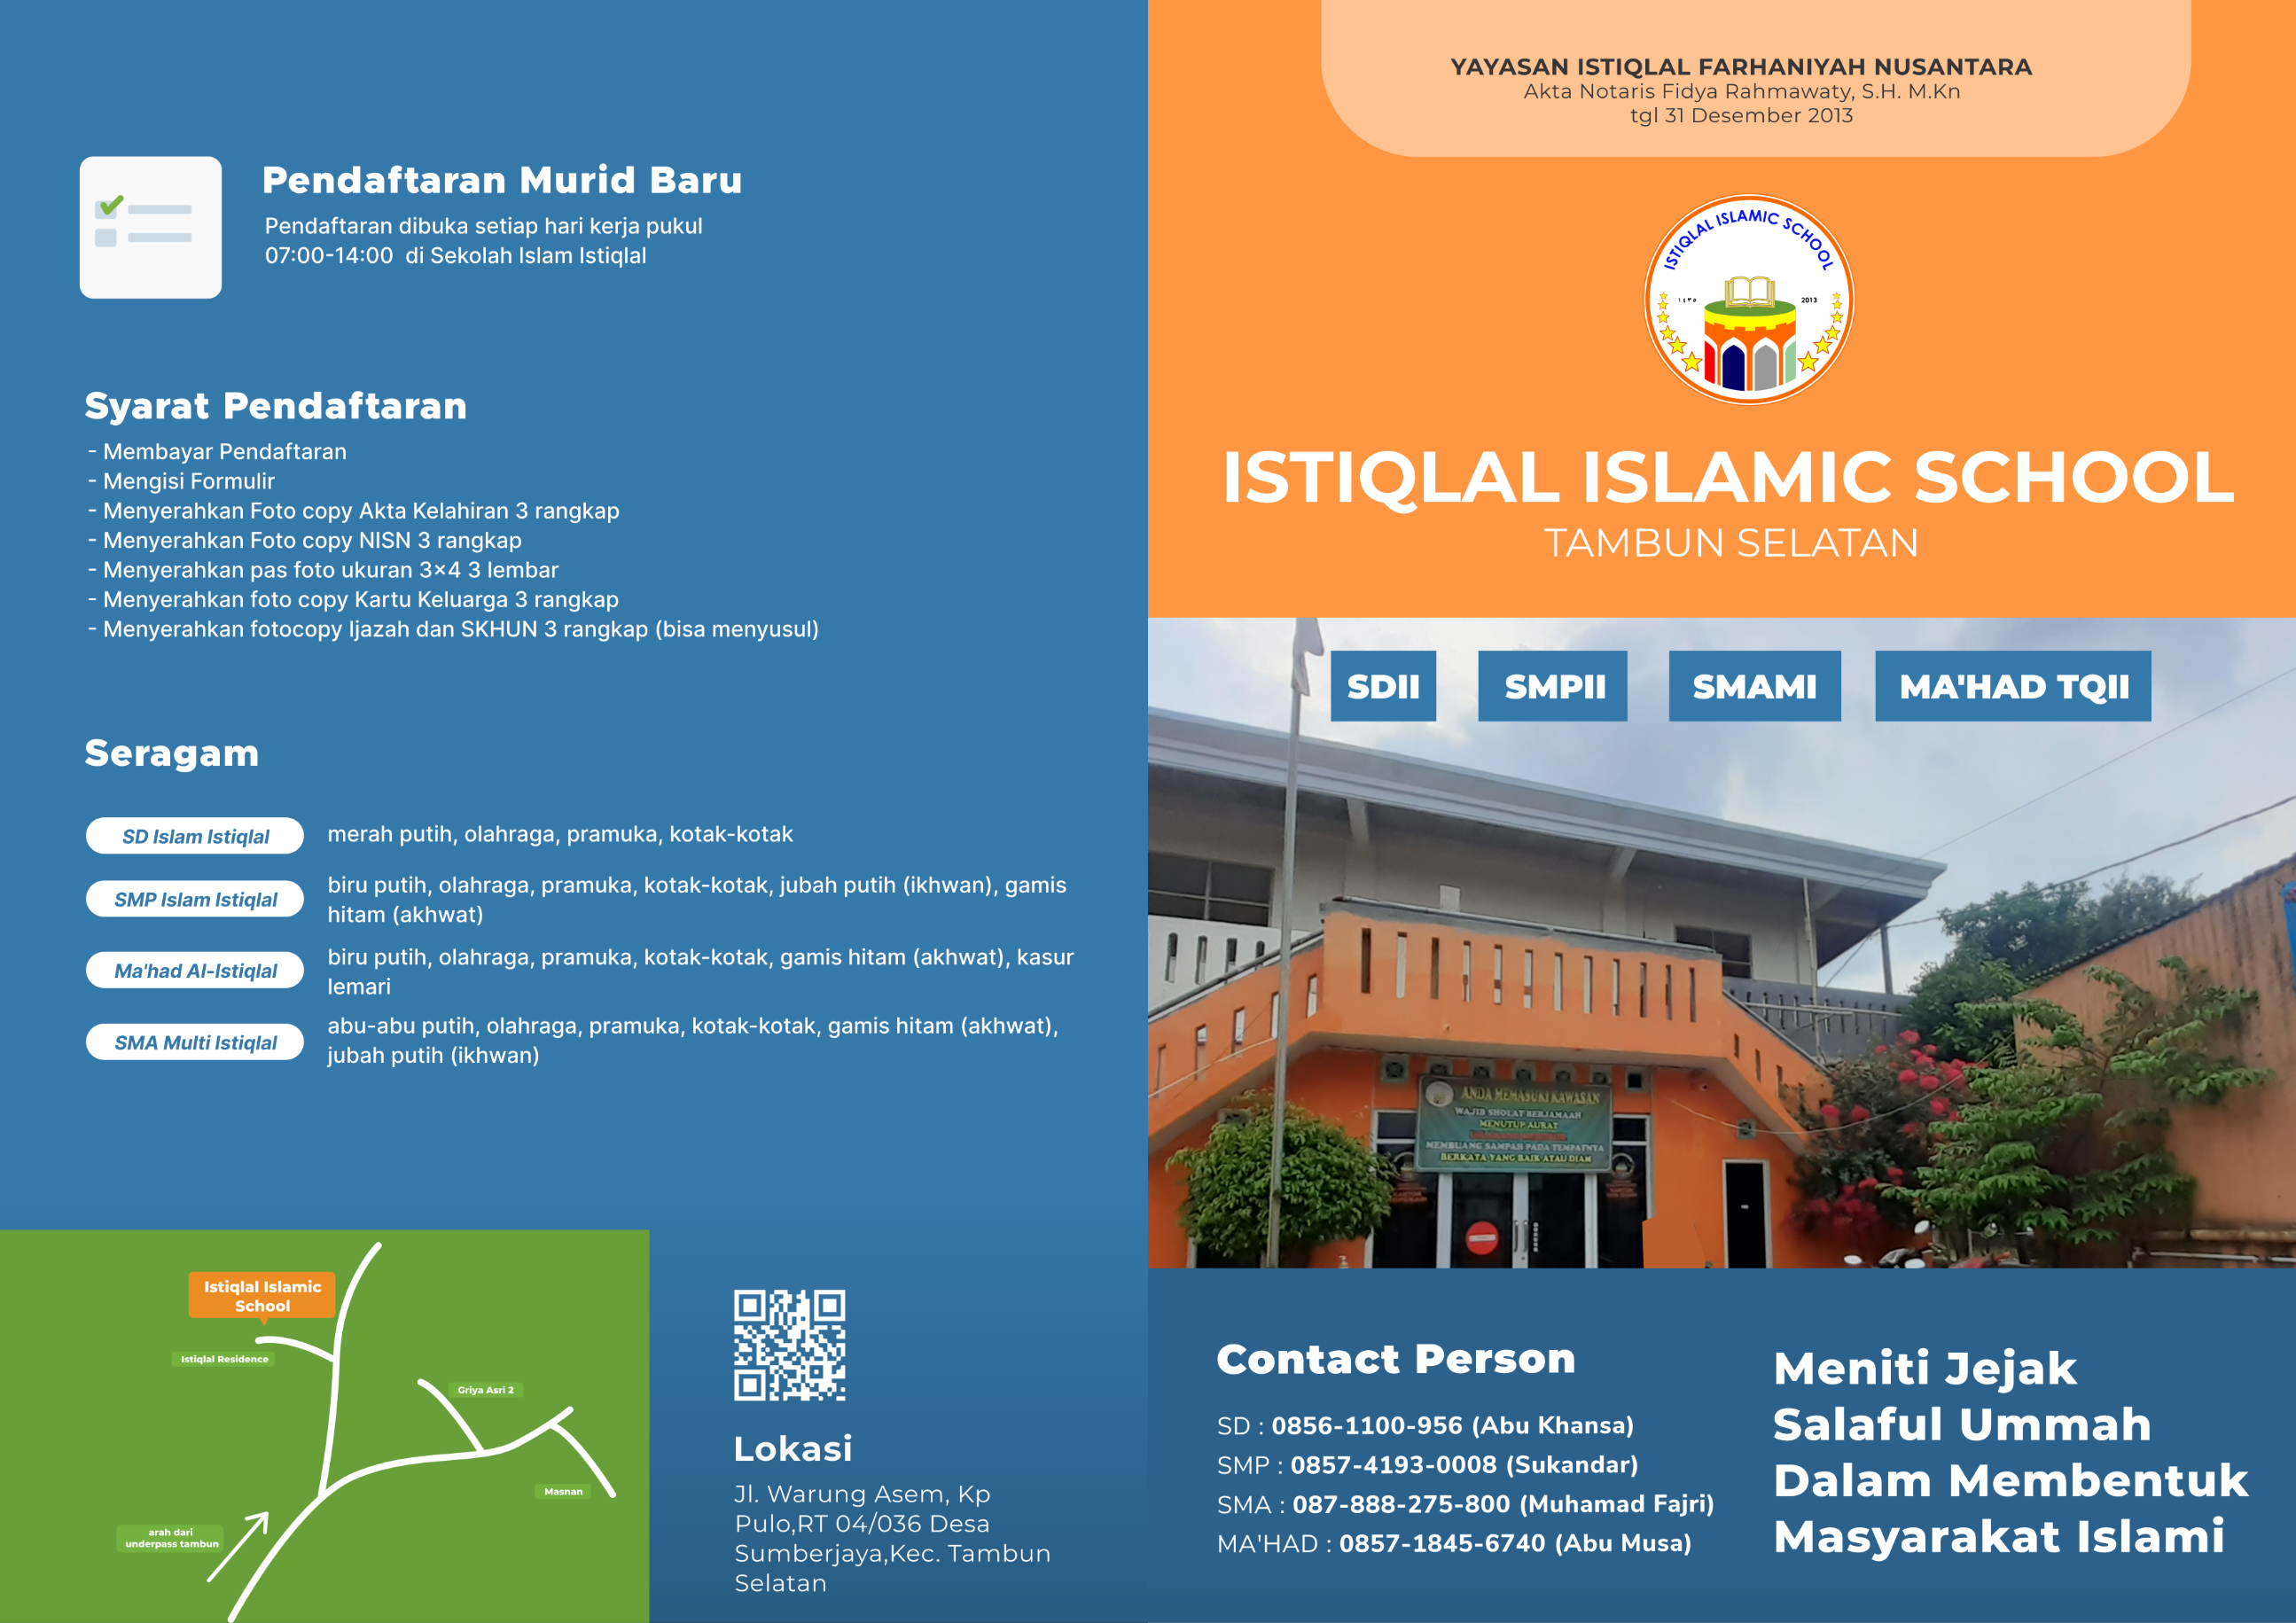 Pendaftaran Murid Baru
Pendaftaran dibuka setiap hari kerja pukul
07:00-14:00 di Sekolah Islam Istiqlal
Syarat Pendaftaran
- Membayar Pendaftaran
- Mengisi Formulir
- Menyerahkan Foto copy Akta Kelahiran 3 rangkap
- Menyerahkan Foto copy NISN 3 rangkap
- Menyerahkan pas foto ukuran 3×4 3 lembar
- Menyerahkan foto copy Kartu Keluarga 3 rangkap
- Menyerahkan fotocopy Ijazah dan SKHUN 3 rangkap (bisa menyusul)
Seragam
SD Islam Istiqlal
merah putih, olahraga, pramuka, kotak-kotak
SMP Islam Istiqlal
biru putih, olahraga, pramuka, kotak-kotak, jubah putih (ikhwan), gamis
hitam (akhwat)
Ma'had Al-Istiqlal
biru putih, olahraga, pramuka, kotak-kotak, gamis hitam (akhwat), kasur
lemari
SMA Multi Istiqlal
abu-abu putih, olahraga, pramuka, kotak-kotak, gamis hitam (akhwat),
jubah putih (ikhwan)
Istiqlal Islamic
School
Istiqlal Residence
Griya Asri 2
Masnan
arah dari
underpass tambun
Lokasi
Jl. Warung Asem, Kp
Pulo,RT 04/036 Desa
Sumberjaya,Kec. Tambun
Selatan
YAYASAN ISTIQLAL FARHANIYAH NUSANTARA
Akta Notaris Fidya Rahmawaty, S.H. M.Kn
tgl 31 Desember 2013
ISTIQLAL ISLAMIC SCHOOL
١٤٣٥
2013
ISTIQLAL ISLAMIC SCHOOL
TAMBUN SELATAN
SDII
SMPII
SMAMI
MA'HAD TQII
ANDA MEMASUKI KAWASAN
WAJIB SHOLAT BERJAMAAH
MENUTUP AURAT
MEMBUANG SAMPAH PADA TEMPATNYA
BERKATA YANG BAIK ATAU DIAM
Contact Person
SD : 0856-1100-956 (Abu Khansa)
SMP : 0857-4193-0008 (Sukandar)
SMA : 087-888-275-800 (Muhamad Fajri)
MA'HAD : 0857-1845-6740 (Abu Musa)
Meniti Jejak
Salaful Ummah
Dalam Membentuk
Masyarakat Islami